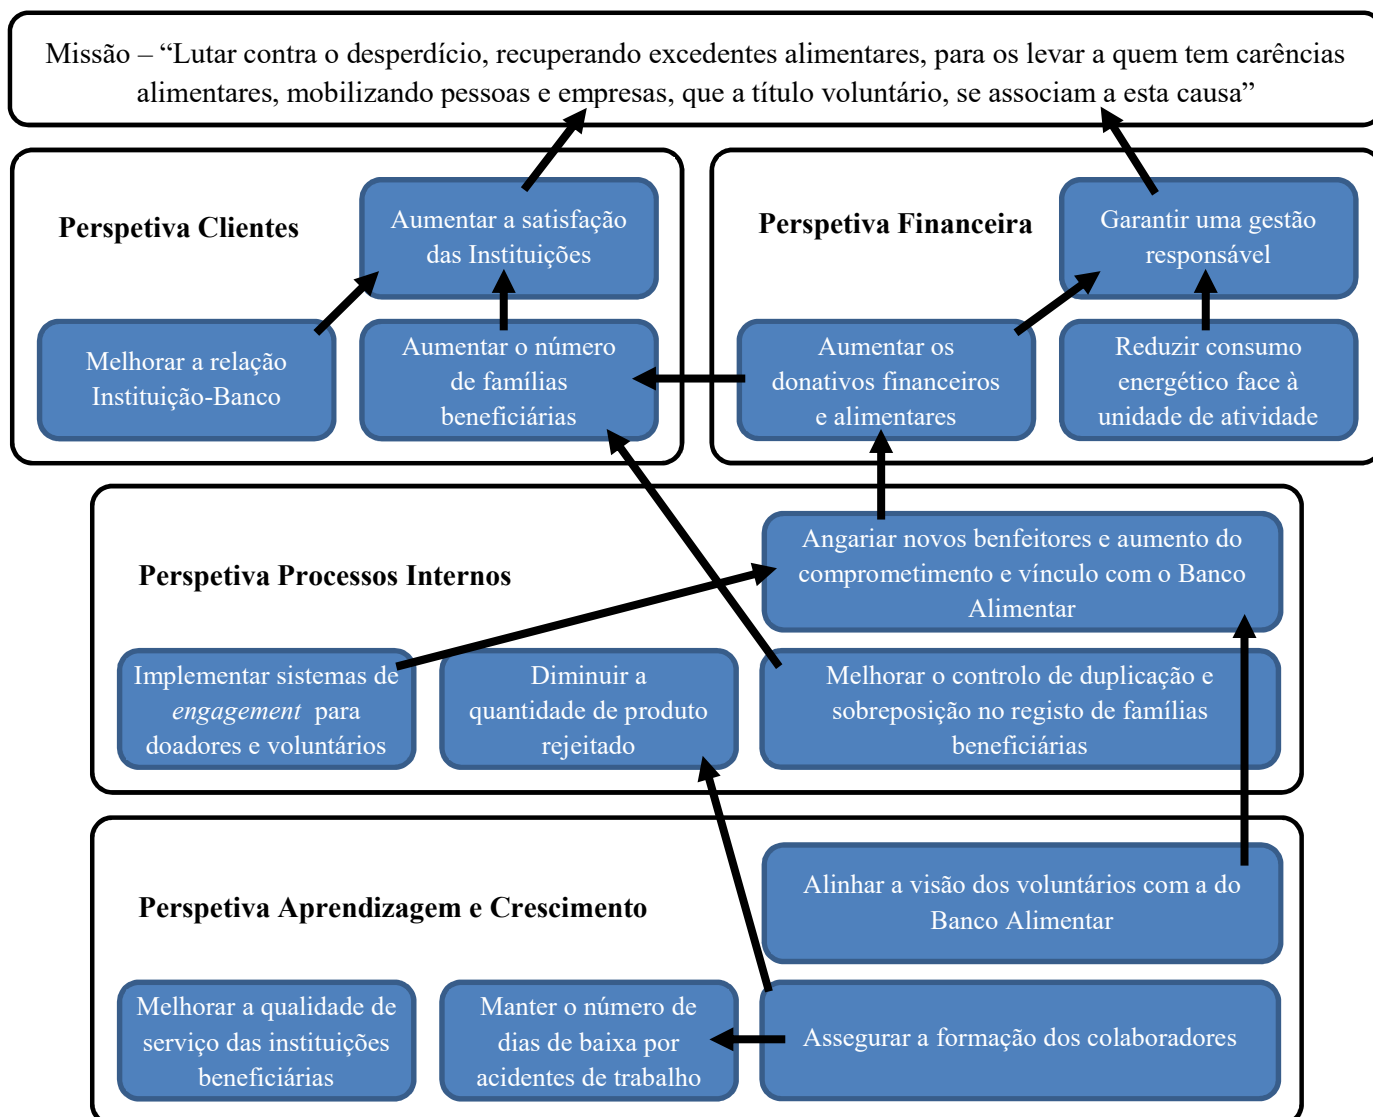 Missão – “Lutar contra o desperdício, recuperando excedentes alimentares, para os levar a quem tem carências
alimentares, mobilizando pessoas e empresas, que a título voluntário, se associam a esta causa”
Perspetiva Clientes
Aumentar a satisfação
das Instituições
Melhorar a relação
Instituição-Banco
Aumentar o número
de famílias
beneficiárias
Perspetiva Financeira
Garantir uma gestão
responsável
Aumentar os
donativos financeiros
e alimentares
Reduzir consumo
energético face à
unidade de atividade
Perspetiva Processos Internos
Angariar novos benfeitores e aumento do
comprometimento e vínculo com o Banco
Alimentar
Implementar sistemas de
engagement para
doadores e voluntários
Diminuir a
quantidade de produto
rejeitado
Melhorar o controlo de duplicação e
sobreposição no registo de famílias
beneficiárias
Perspetiva Aprendizagem e Crescimento
Alinhar a visão dos voluntários com a do
Banco Alimentar
Melhorar a qualidade de
serviço das instituições
beneficiárias
Manter o número de
dias de baixa por
acidentes de trabalho
Assegurar a formação dos colaboradores